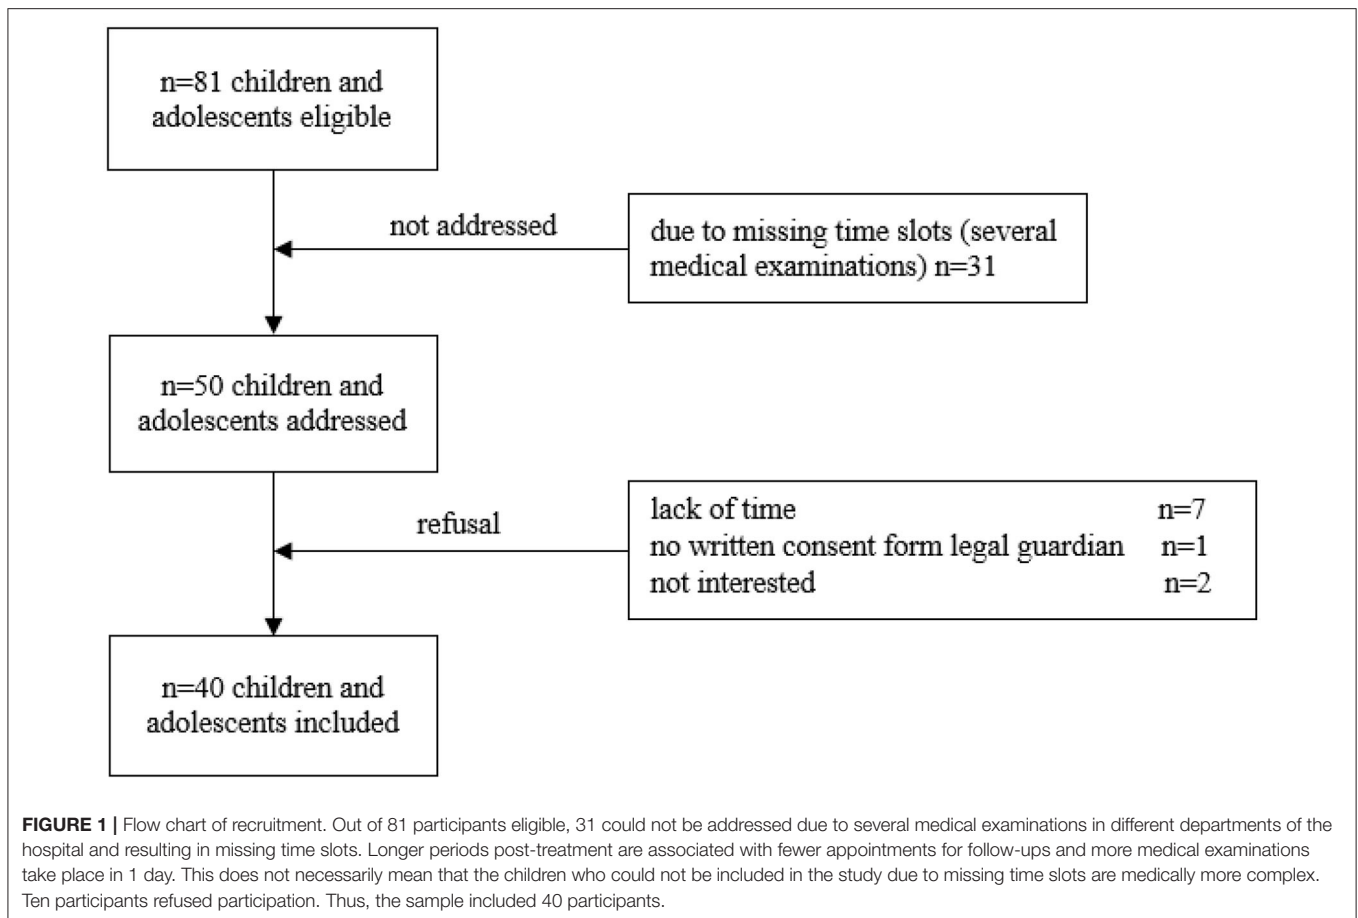 n=81 children and
adolescents eligible
not addressed
due to missing time slots (several
medical examinations) n=31
n=50 children and
adolescents addressed
refusal
lack of time n=7
no written consent form legal guardian n=1
not interested n=2
n=40 children and
adolescents included
FIGURE 1 | Flow chart of recruitment. Out of 81 participants eligible, 31 could not be addressed due to several medical examinations in different departments of the
hospital and resulting in missing time slots. Longer periods post-treatment are associated with fewer appointments for follow-ups and more medical examinations
take place in 1 day. This does not necessarily mean that the children who could not be included in the study due to missing time slots are medically more complex.
Ten participants refused participation. Thus, the sample included 40 participants.